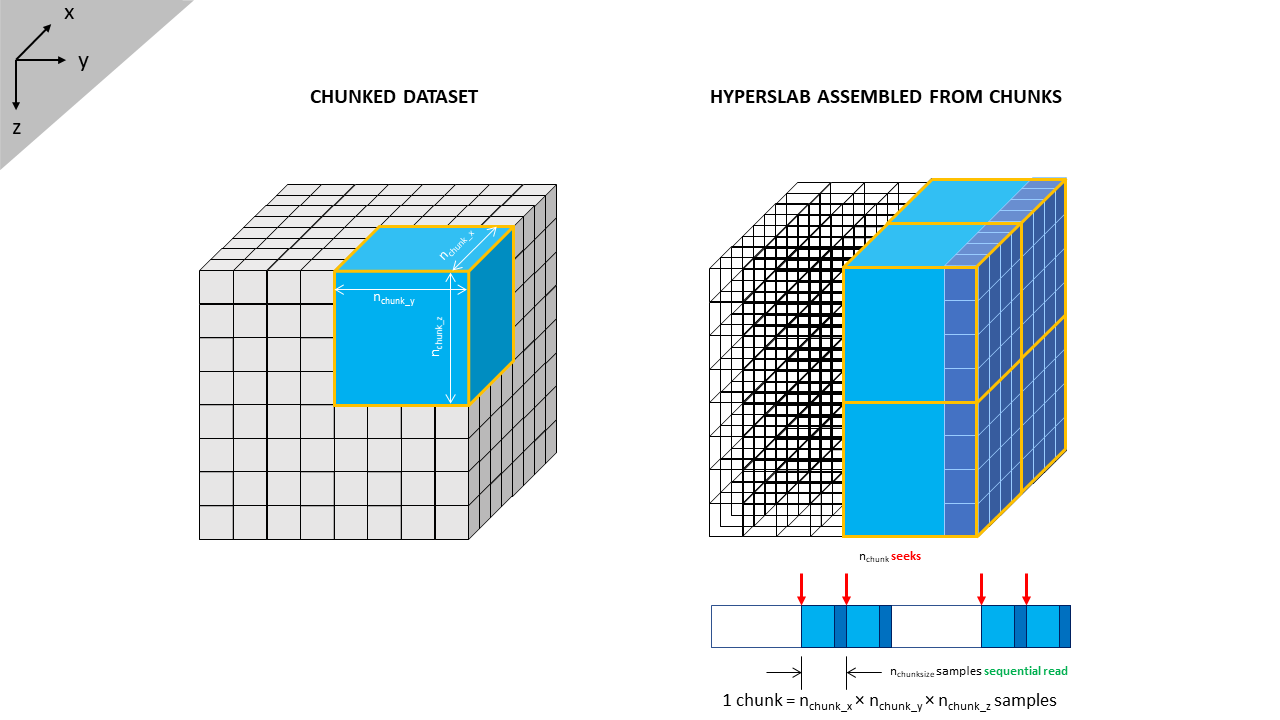 x
y
z
CHUNKED DATASET
HYPERSLAB ASSEMBLED FROM CHUNKS
nchunk_x
nchunk_y
nchunk_z
nchunk seeks
nchunksize samples sequential read
1 chunk = nchunk_x × nchunk_y × nchunk_z samples